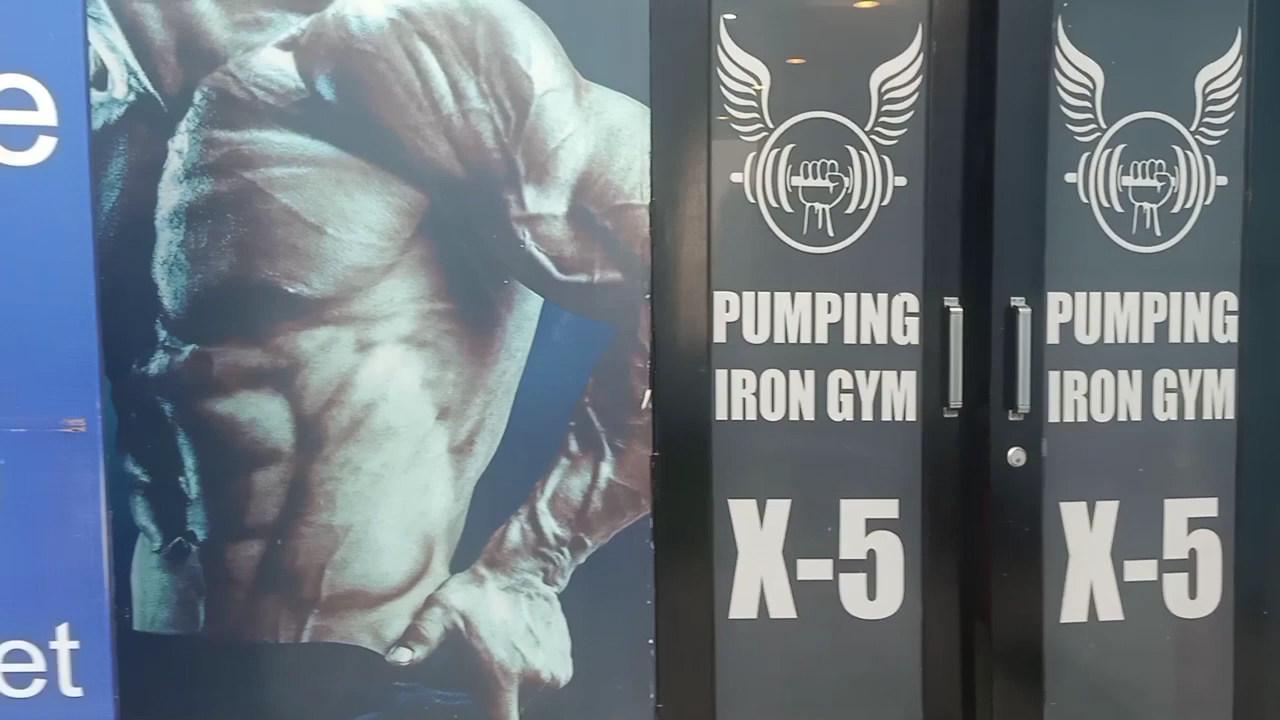 e
et
PUMPING
IRON GYM
X-5
PUMPING
IRON GYM
X-5